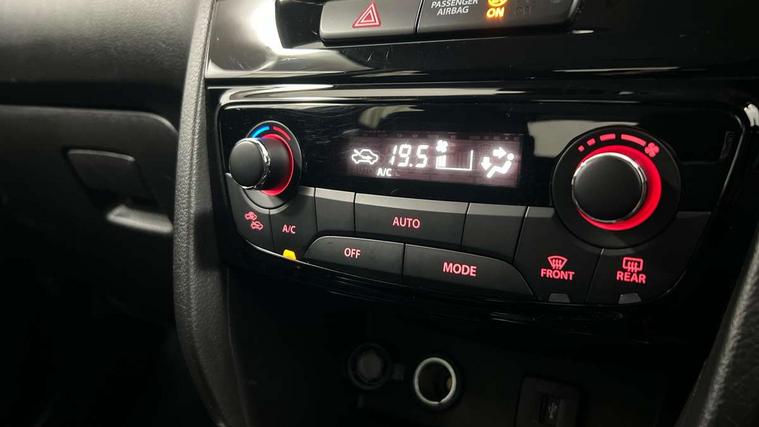 PASSENGER
AIRBAG
ON
19.5
A/C
A/C
AUTO
OFF
MODE
FRONT
REAR